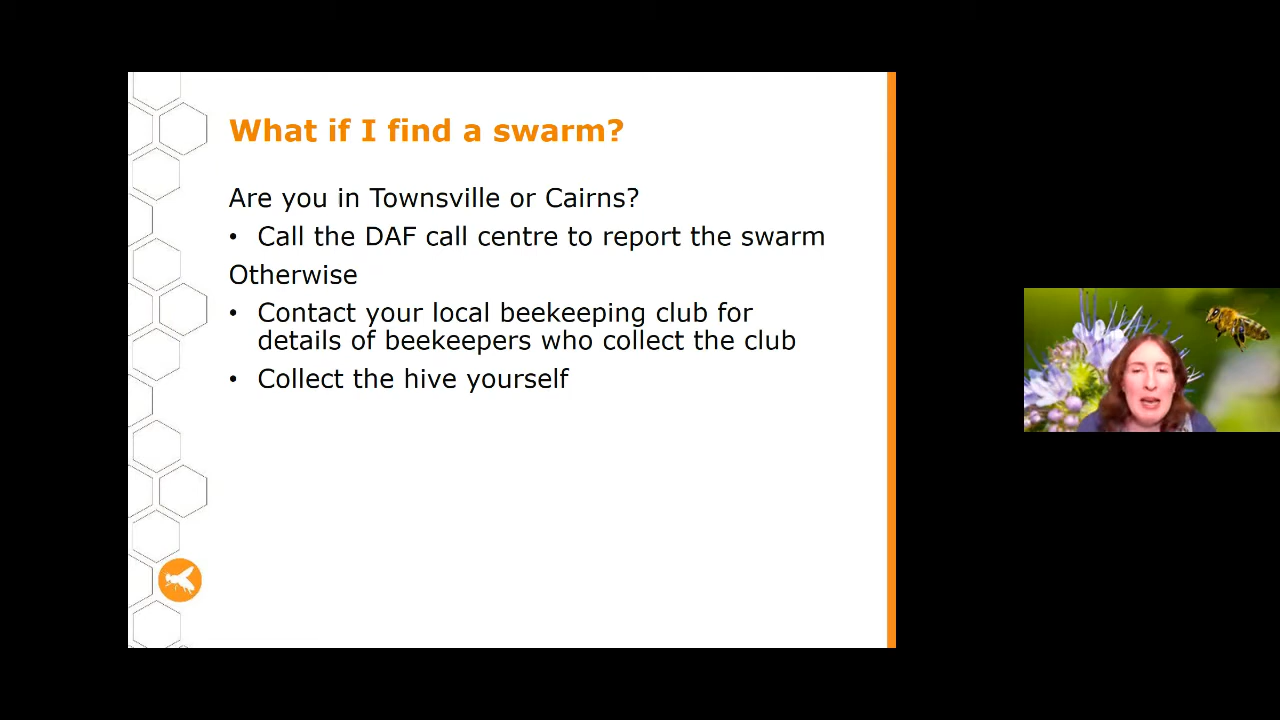 What if I find a swarm?
Are you in Townsville or Cairns?
• Call the DAF call centre to report the swarm
Otherwise
• Contact your local beekeeping club for
details of beekeepers who collect the club
• Collect the hive yourself